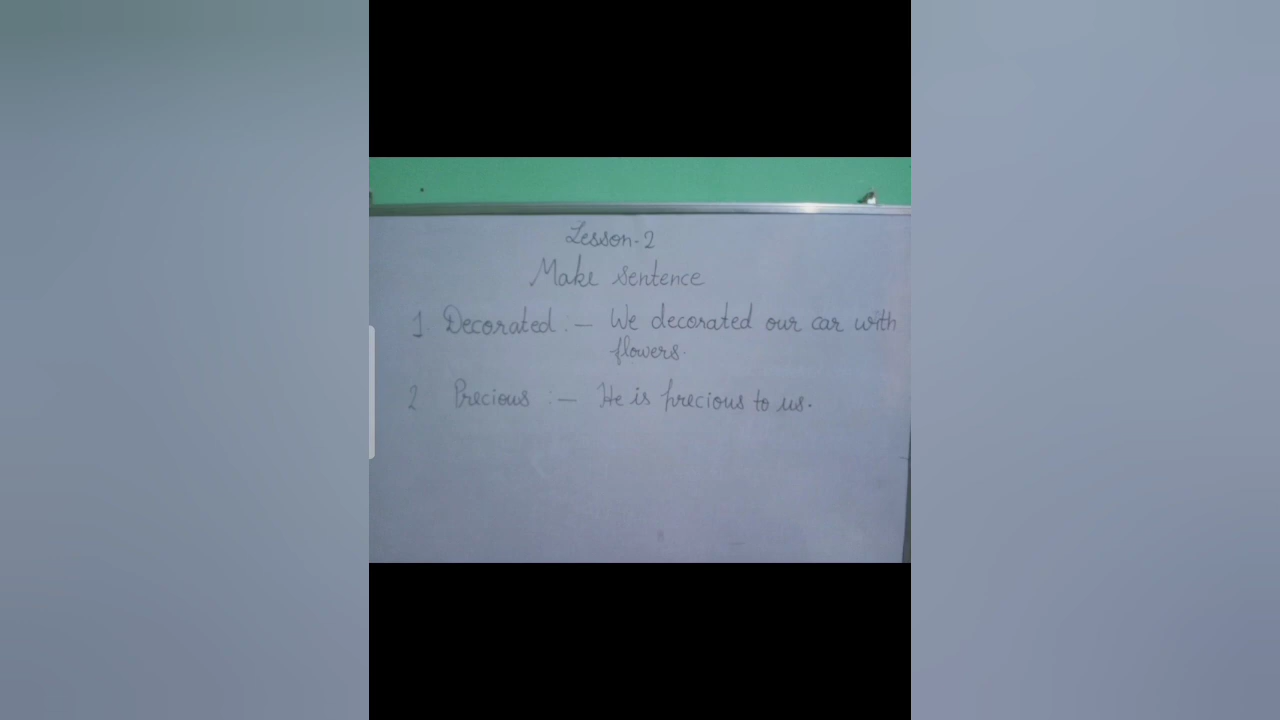 Lesson-2
Make sentence
1. Decorated :- We decorated our car with
flowers.
2 Precious :- He is precious to us.